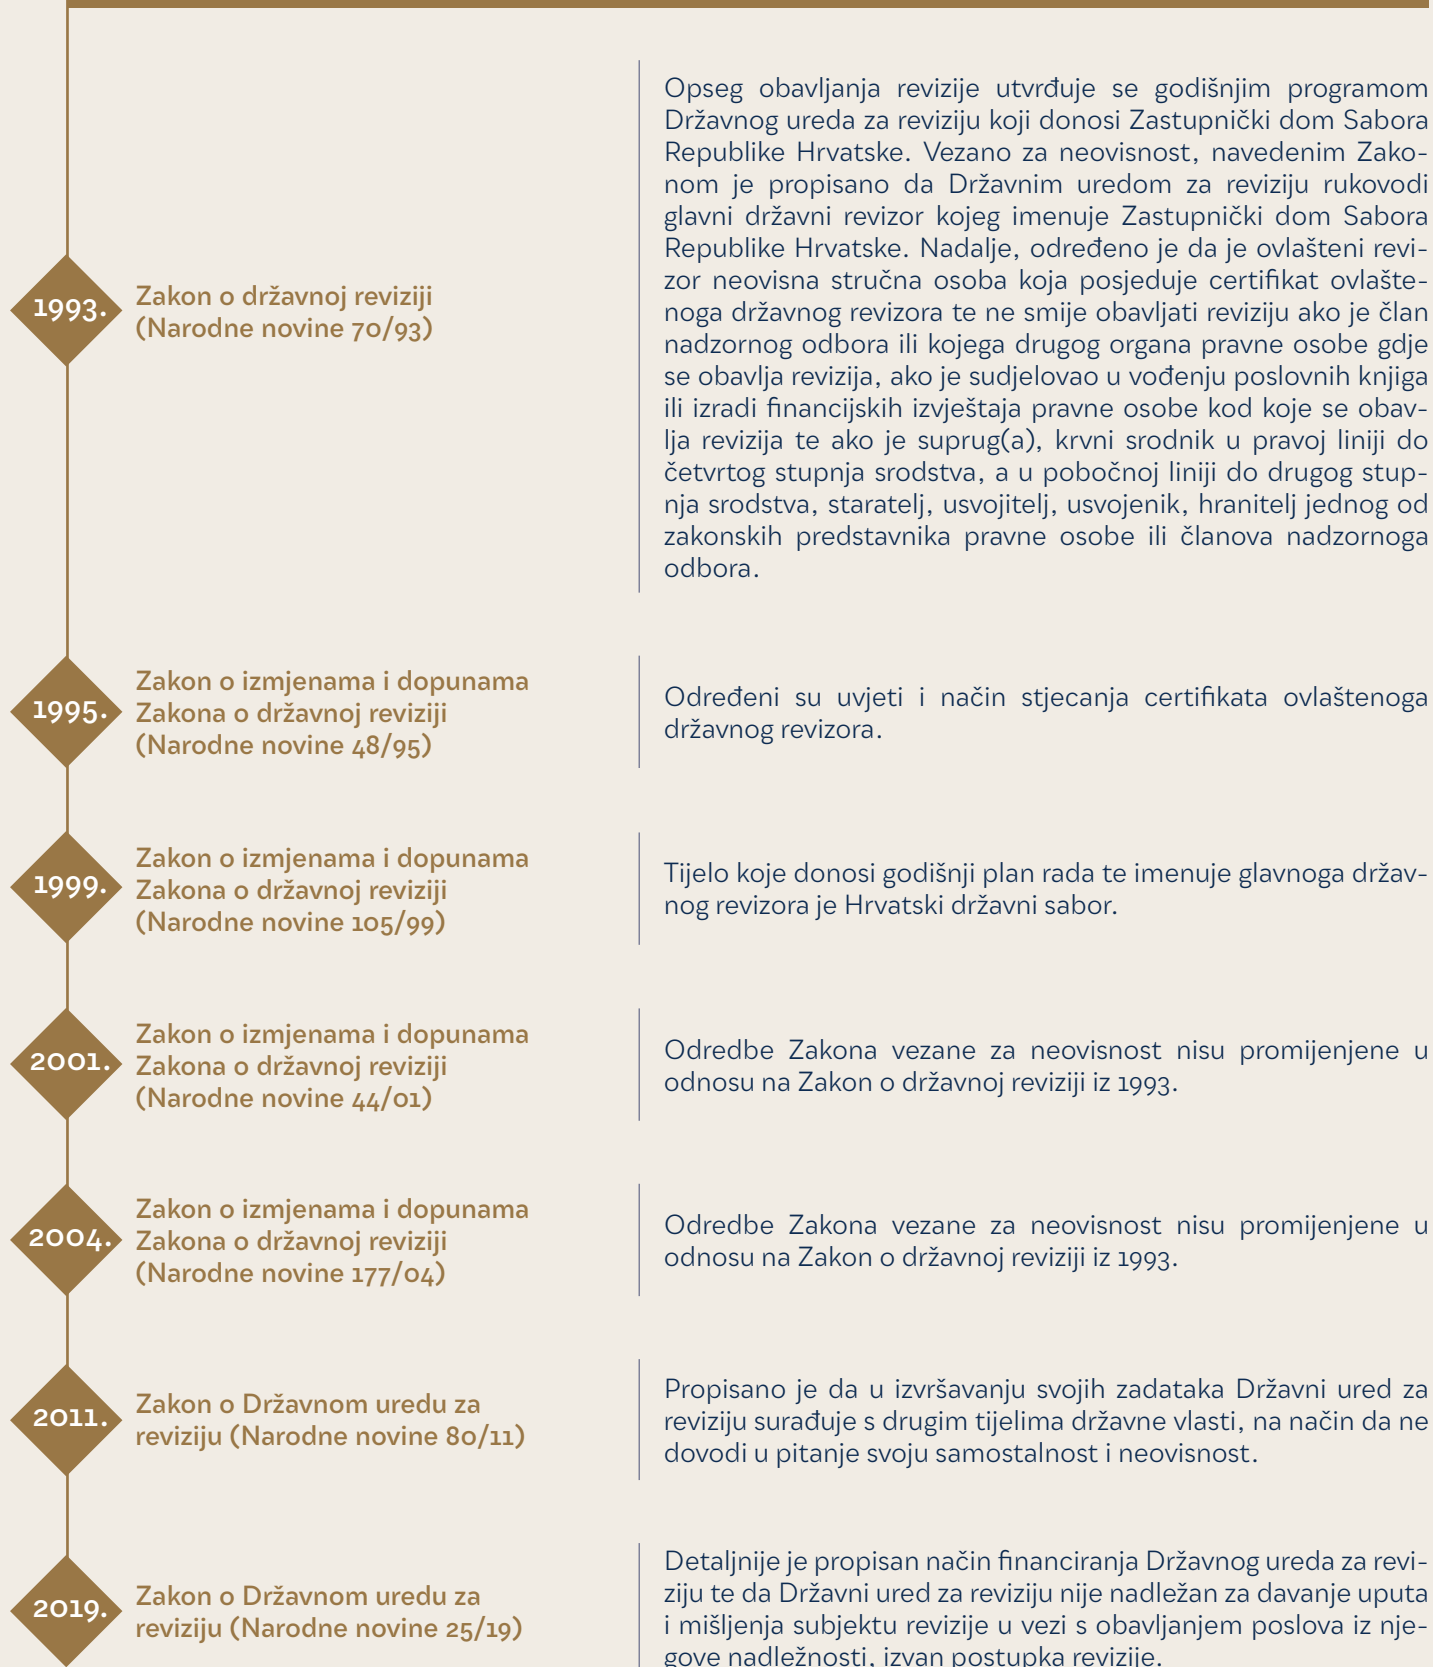 1993.
Zakon o državnoj reviziji
(Narodne novine 70/93)
Opseg obavljanja revizije utvrđuje se godišnjim programom
Državnog ureda za reviziju koji donosi Zastupnički dom Sabora
Republike Hrvatske. Vezano za neovisnost, navedenim Zako-
nom je propisano da Državnim uredom za reviziju rukovodi
glavni državni revizor kojeg imenuje Zastupnički dom Sabora
Republike Hrvatske. Nadalje, određeno je da je ovlašteni revi-
zor neovisna stručna osoba koja posjeduje certifikat ovlašte-
noga državnog revizora te ne smije obavljati reviziju ako je član
nadzornog odbora ili kojega drugog organa pravne osobe gdje
se obavlja revizija, ako je sudjelovao u vođenju poslovnih knjiga
ili izradi financijskih izvještaja pravne osobe kod koje se obav-
lja revizija te ako je suprug(a), krvni srodnik u pravoj liniji do
četvrtog stupnja srodstva, a u pobočnoj liniji do drugog stup-
nja srodstva, staratelj, usvojitelj, usvojenik, hranitelj jednog od
zakonskih predstavnika pravne osobe ili članova nadzornoga
odbora.
1995.
Zakon o izmjenama i dopunama
Zakona o državnoj reviziji
(Narodne novine 48/95)
Određeni su uvjeti i način stjecanja certifikata ovlaštenoga
državnog revizora.
1999.
Zakon o izmjenama i dopunama
Zakona o državnoj reviziji
(Narodne novine 105/99)
Tijelo koje donosi godišnji plan rada te imenuje glavnoga držav-
nog revizora je Hrvatski državni sabor.
2001.
Zakon o izmjenama i dopunama
Zakona o državnoj reviziji
(Narodne novine 44/01)
Odredbe Zakona vezane za neovisnost nisu promijenjene u
odnosu na Zakon o državnoj reviziji iz 1993.
2004.
Zakon o izmjenama i dopunama
Zakona o državnoj reviziji
(Narodne novine 177/04)
Odredbe Zakona vezane za neovisnost nisu promijenjene u
odnosu na Zakon o državnoj reviziji iz 1993.
2011.
Zakon o Državnom uredu za
reviziju (Narodne novine 80/11)
Propisano je da u izvršavanju svojih zadataka Državni ured za
reviziju surađuje s drugim tijelima državne vlasti, na način da ne
dovodi u pitanje svoju samostalnost i neovisnost.
2019.
Zakon o Državnom uredu za
reviziju (Narodne novine 25/19)
Detaljnije je propisan način financiranja Državnog ureda za revi-
ziju te da Državni ured za reviziju nije nadležan za davanje uputa
i mišljenja subjektu revizije u vezi s obavljanjem poslova iz nje-
gove nadležnosti, izvan postupka revizije.